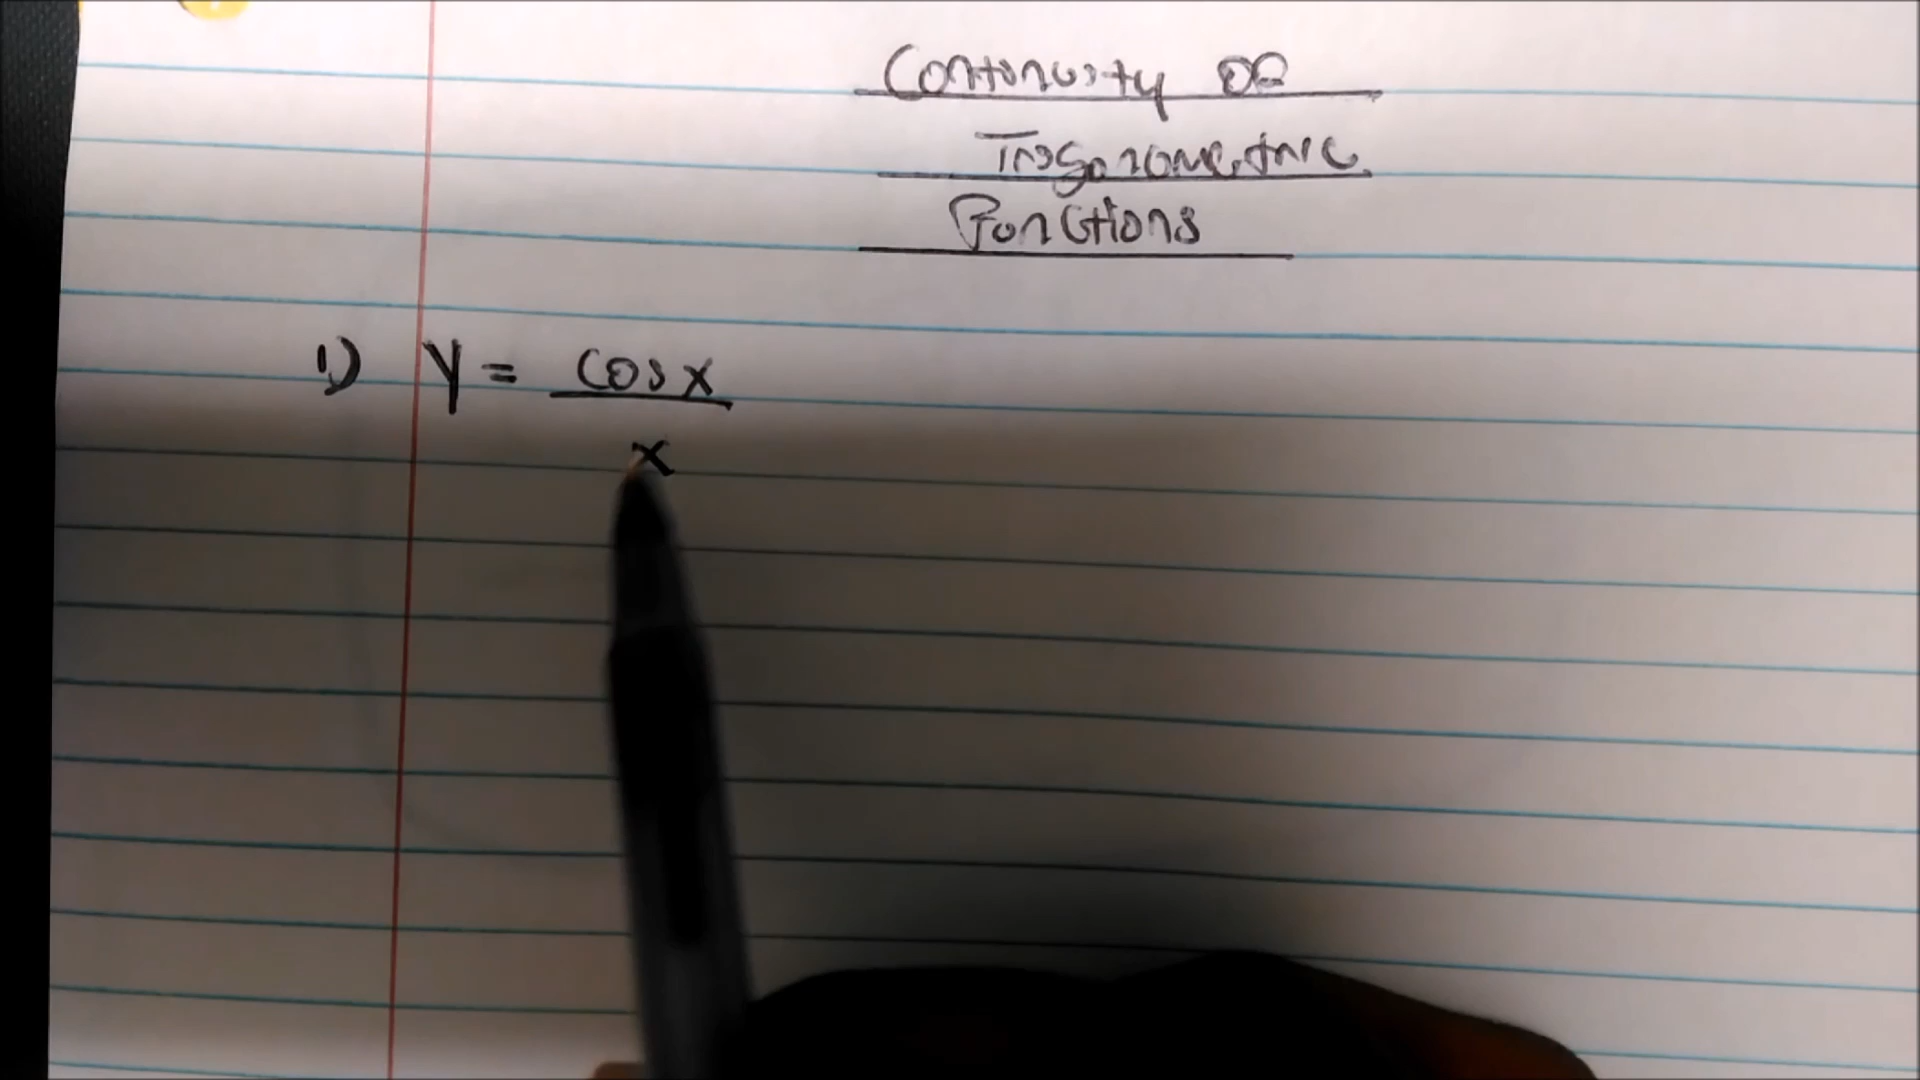 Continuity of
Trigonometric
Functions
1.) y = cos x
x